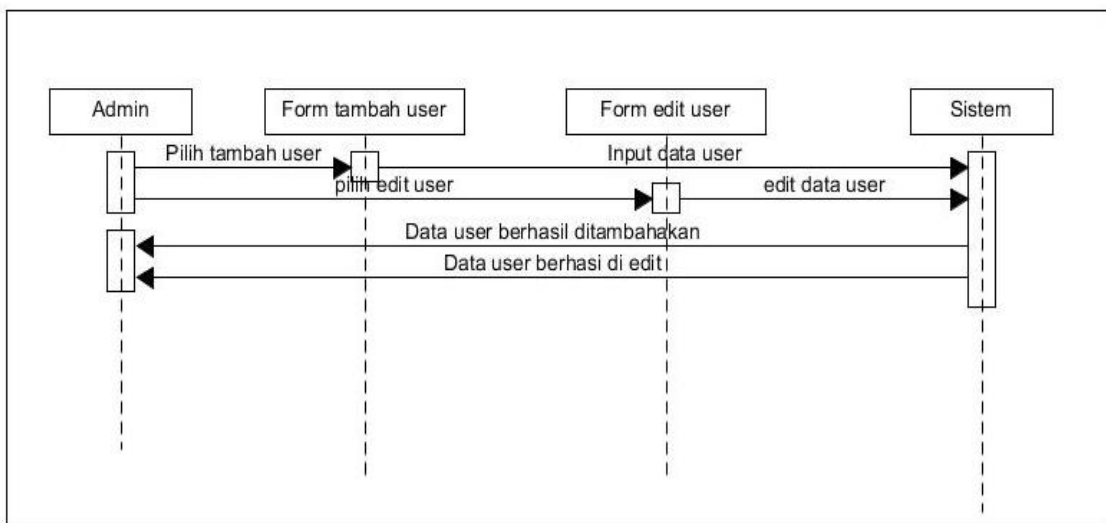 Admin
Form tambah user
Form edit user
Sistem
Pilih tambah user
Input data user
pilih edit user
edit data user
Data user berhasil ditambahakan
Data user berhasi di edit